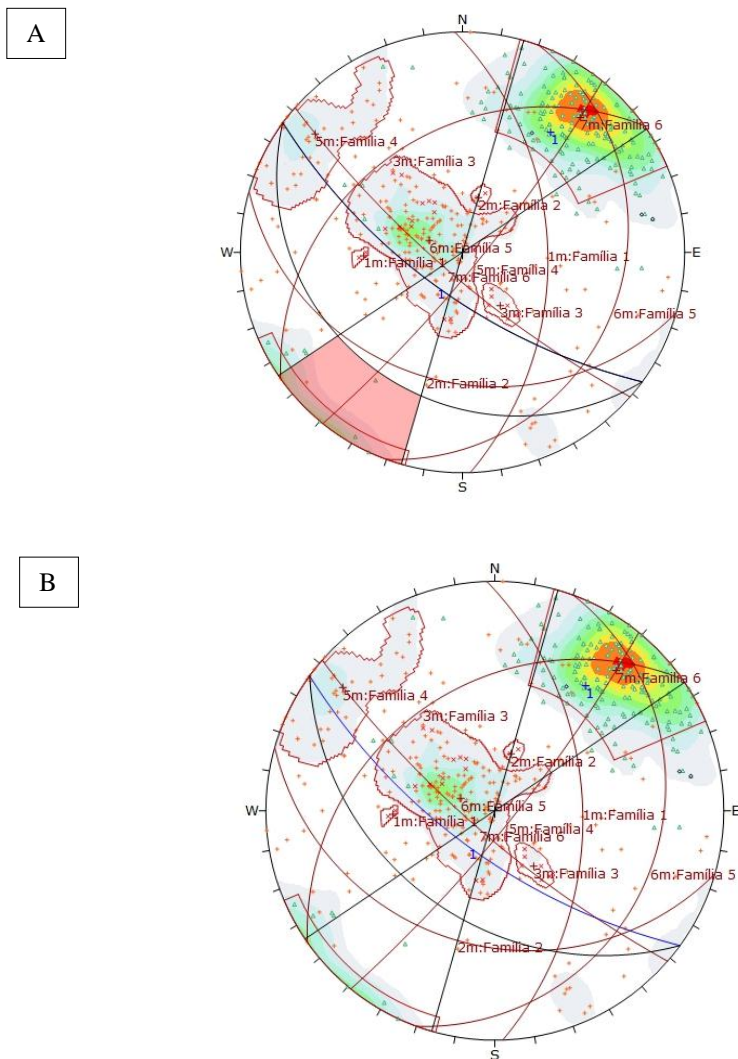 A
N
7m:Família 6
1
5m:Família 4
3m:Família 3
2m:Família 2
W
6m:Família 5
1m:Família 1
1m:Família 1
E
5m:Família 4
7m:Família 6
1
3m:Família 3
6m:Família 5
2m:Família 2
S
B
N
7m:Família 6
1
5m:Família 4
3m:Família 3
2m:Família 2
W
6m:Família 5
1m:Família 1
1m:Família 1
E
5m:Família 4
7m:Família 6
1
3m:Família 3
6m:Família 5
2m:Família 2
S